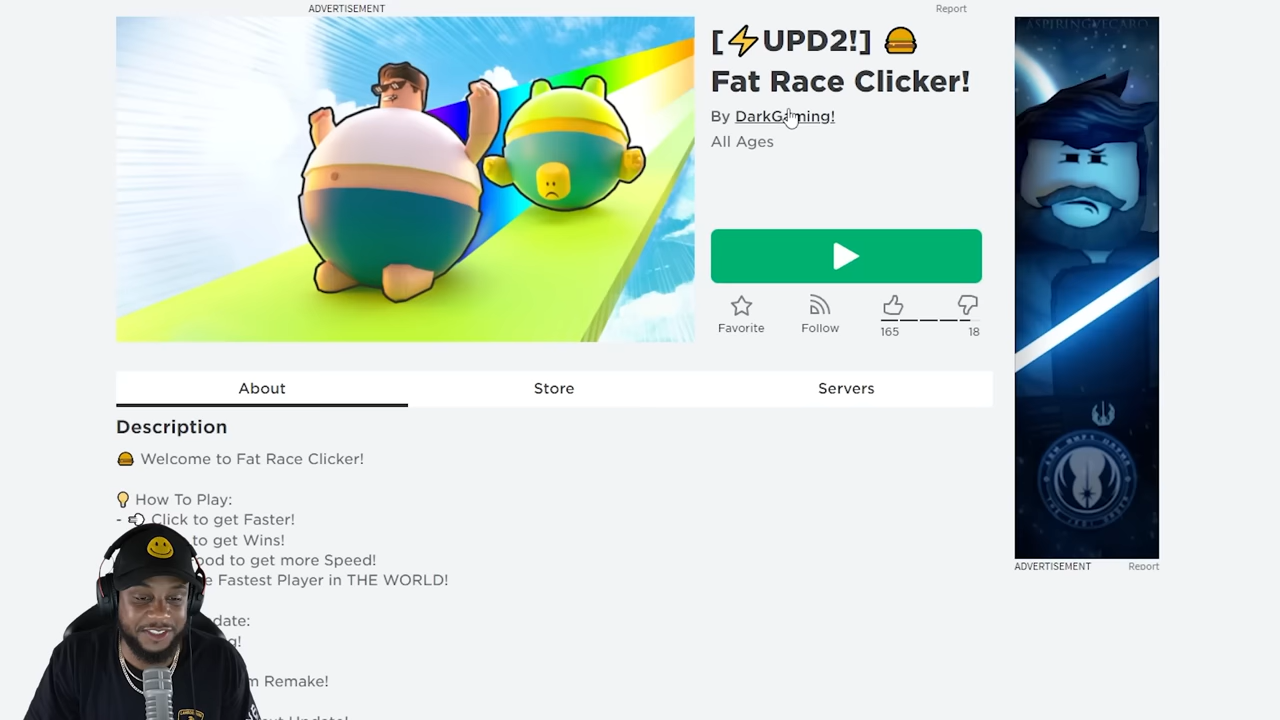 ADVERTISEMENT
Report
[⚡UPD2!] 🍔
Fat Race Clicker!
By DarkGaming!
All Ages
Favorite
Follow
165
18
About
Store
Servers
Description
🍔 Welcome to Fat Race Clicker!
💡 How To Play:
- Click to get Faster!
to get Wins!
to get more Speed!
Fastest Player in THE WORLD!
Remake!
ADVERTISEMENT
Report